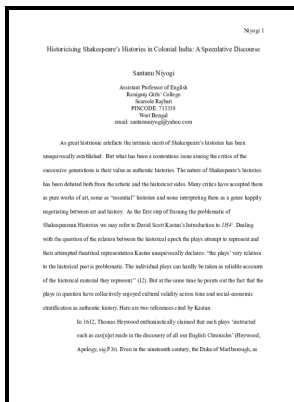 Niyogi 1
Historicising Shakespeare's Histories in Colonial India: A Speculative Discourse
Santanu Niyogi
Assistant Professor of English
Raniganj Girls' College
Searsole Rajbari
PINCODE: 713358
West Bengal
email: santanuniyogi@yahoo.com
As great histrionic artefacts the intrinsic merit of Shakespeare's histories has been
unequivocally established. But what has been a contentious issue among the critics of the
successive generations is their value as authentic histories. The nature of Shakespeare's histories
has been debated both from the artistic and the historicist sides. Many critics have accepted them
as pure works of art, some as "essential" histories and some interpreting them as a genre happily
negotiating between art and history. As the first step of framing the problematic of
Shakespearean Histories we may refer to David Scott Kastan's Introduction to 1H4¹. Dealing
with the question of the relation between the historical epoch the plays attempt to represent and
their attempted theatrical representation Kastan unequivocally declares: "the plays' very relation
to the historical past is problematic. The individual plays can hardly be taken as reliable accounts
of the historical material they represent." (12). But at the same time he points out the fact that the
plays in question have collectively enjoyed cultural validity across time and social-economic
stratification as authentic history. Here are two references cited by Kastan:
In 1612, Thomas Heywood enthusiastically claimed that such plays 'instructed
such as can[n]ot reade in the discovery of all our English Chronicles' (Heywood,
Apology, sig F3r). Even in the nineteenth century, the Duke of Marlborough, as